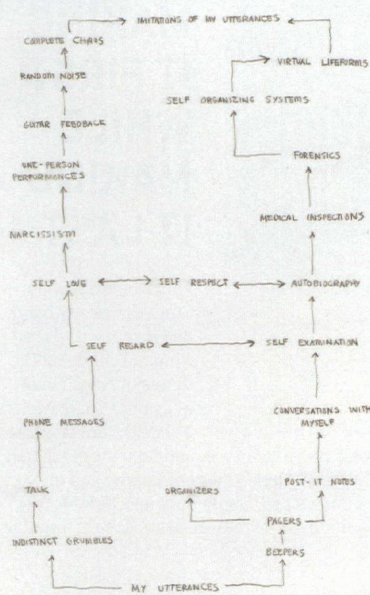 IMITATIONS OF MY UTTERANCES
COMPLETE CHAOS
VIRTUAL LIFEFORMS
RANDOM NOISE
SELF ORGANIZING SYSTEMS
GUITAR FEEDBACK
FORENSICS
ONE-PERSON
PERFORMANCES
MEDICAL INSPECTIONS
NARCISSISM
SELF LOVE
SELF RESPECT
AUTOBIOGRAPHY
SELF REGARD
SELF EXAMINATION
CONVERSATIONS WITH
MYSELF
PHONE MESSAGES
POST-IT NOTES
TALK
ORGANIZERS
PAGERS
INDISTINCT GRUMBLES
BEEPERS
MY UTTERANCES